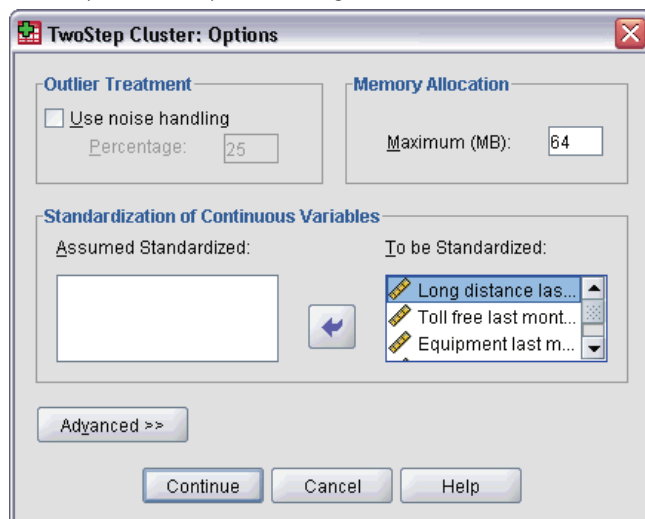 TwoStep Cluster: Options
Outlier Treatment
Use noise handling
Percentage: 25
Memory Allocation
Maximum (MB): 64
Standardization of Continuous Variables
Assumed Standardized:
To be Standardized:
Long distance las...
Toll free last mont...
Equipment last m...
Advanced >>
Continue Cancel Help